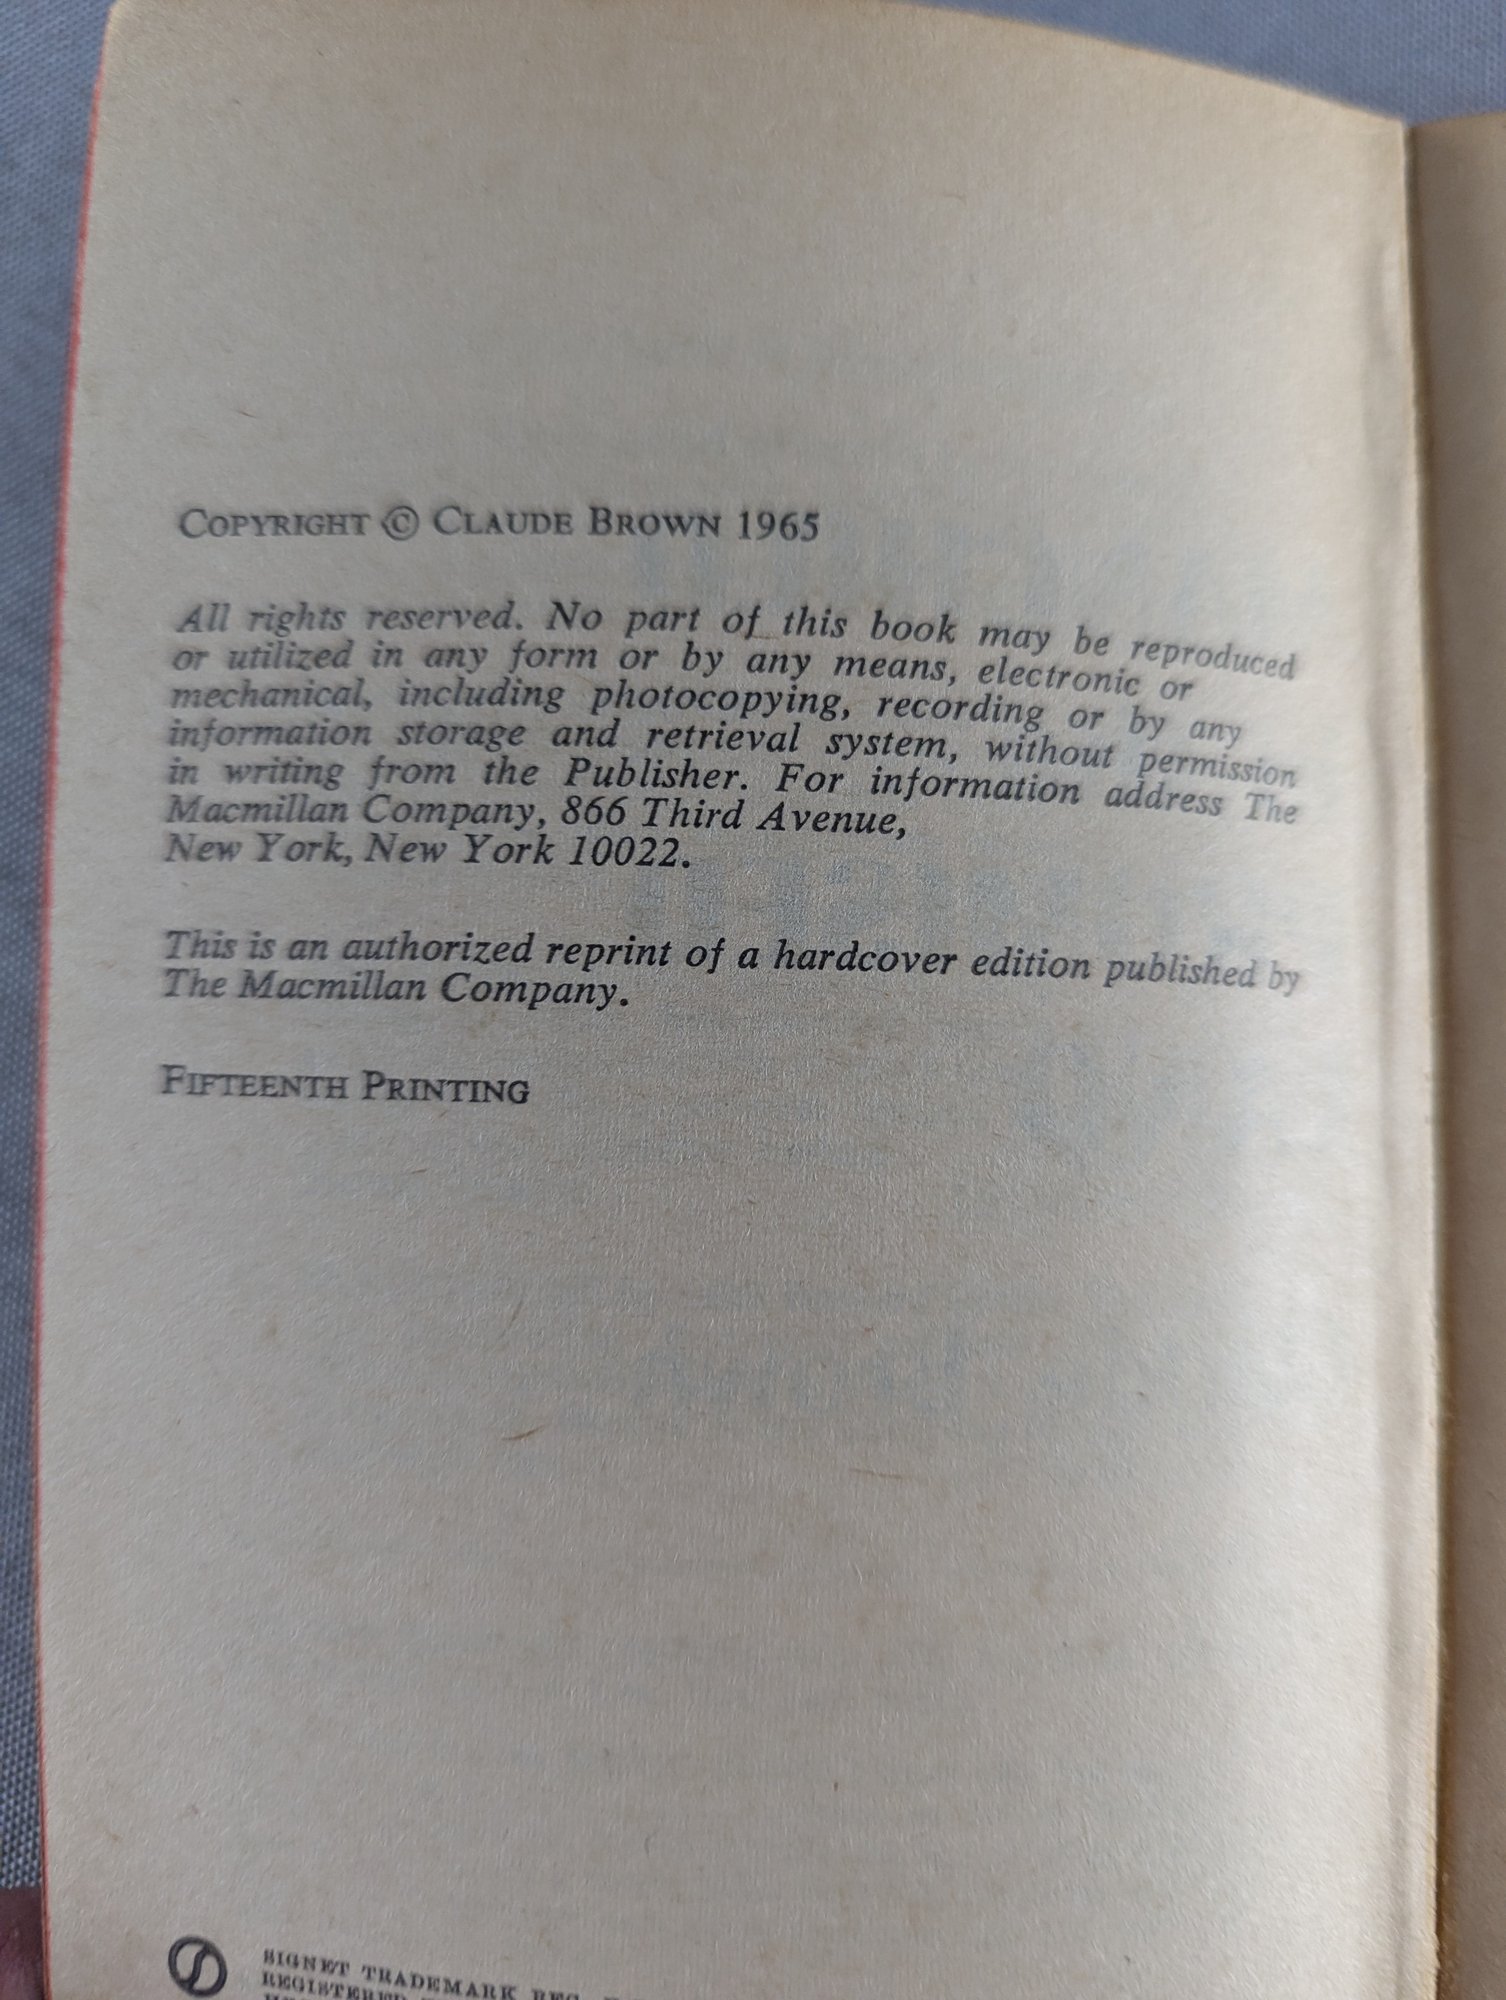 COPYRIGHT © CLAUDE BROWN 1965
All rights reserved. No part of this book may be reproduced
or utilized in any form or by any means, electronic or
mechanical, including photocopying, recording or by any
information storage and retrieval system, without permission
in writing from the Publisher. For information address The
Macmillan Company, 866 Third Avenue,
New York, New York 10022.
This is an authorized reprint of a hardcover edition published by
The Macmillan Company.
FIFTEENTH PRINTING
SIGNET TRADEMARK REG.
REGISTERED